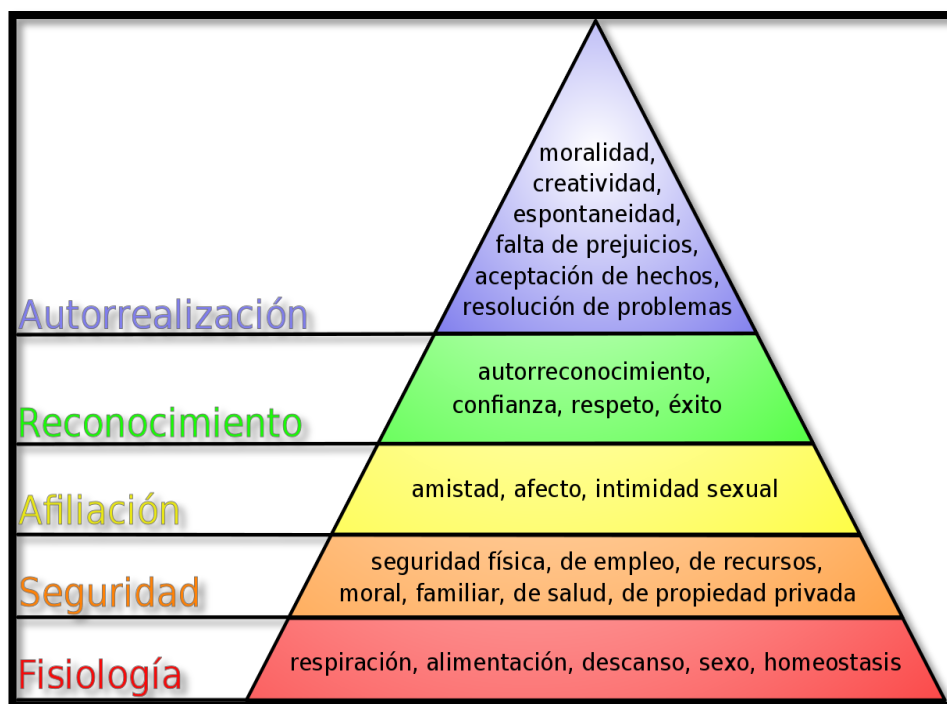 moralidad,
creatividad,
espontaneidad,
falta de prejuicios,
aceptación de hechos,
resolución de problemas
Autorrealización
autorreconocimiento,
confianza, respeto, éxito
Reconocimiento
amistad, afecto, intimidad sexual
Afiliación
seguridad física, de empleo, de recursos,
moral, familiar, de salud, de propiedad privada
Seguridad
respiración, alimentación, descanso, sexo, homeostasis
Fisiología